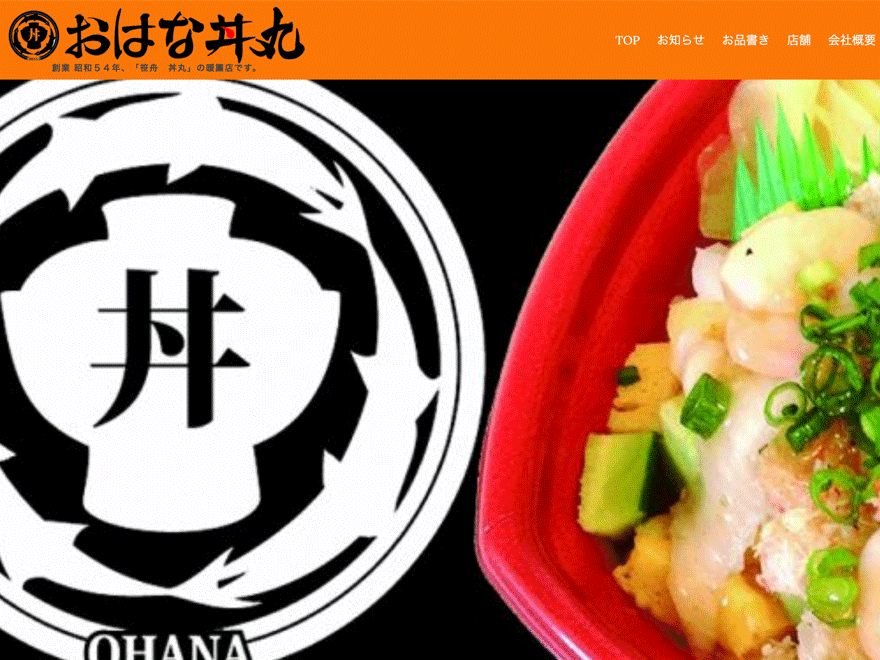 丼
おはな丼丸
創業 昭和５４年、「笹舟　丼丸」の暖簾店です。
TOP お知らせ お品書き 店舗 会社概要
丼
OHANA